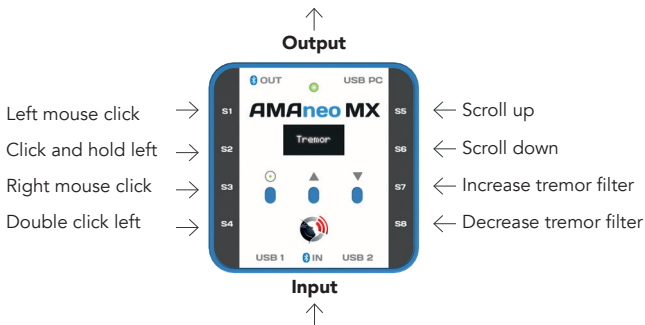 Output
OUT USB PC
Left mouse click S1 AMAneo MX S5 Scroll up
Tremor
Click and hold left S2 S6 Scroll down
Right mouse click S3 S7 Increase tremor filter
Double click left S4 S8 Decrease tremor filter
USB 1 IN USB 2
Input